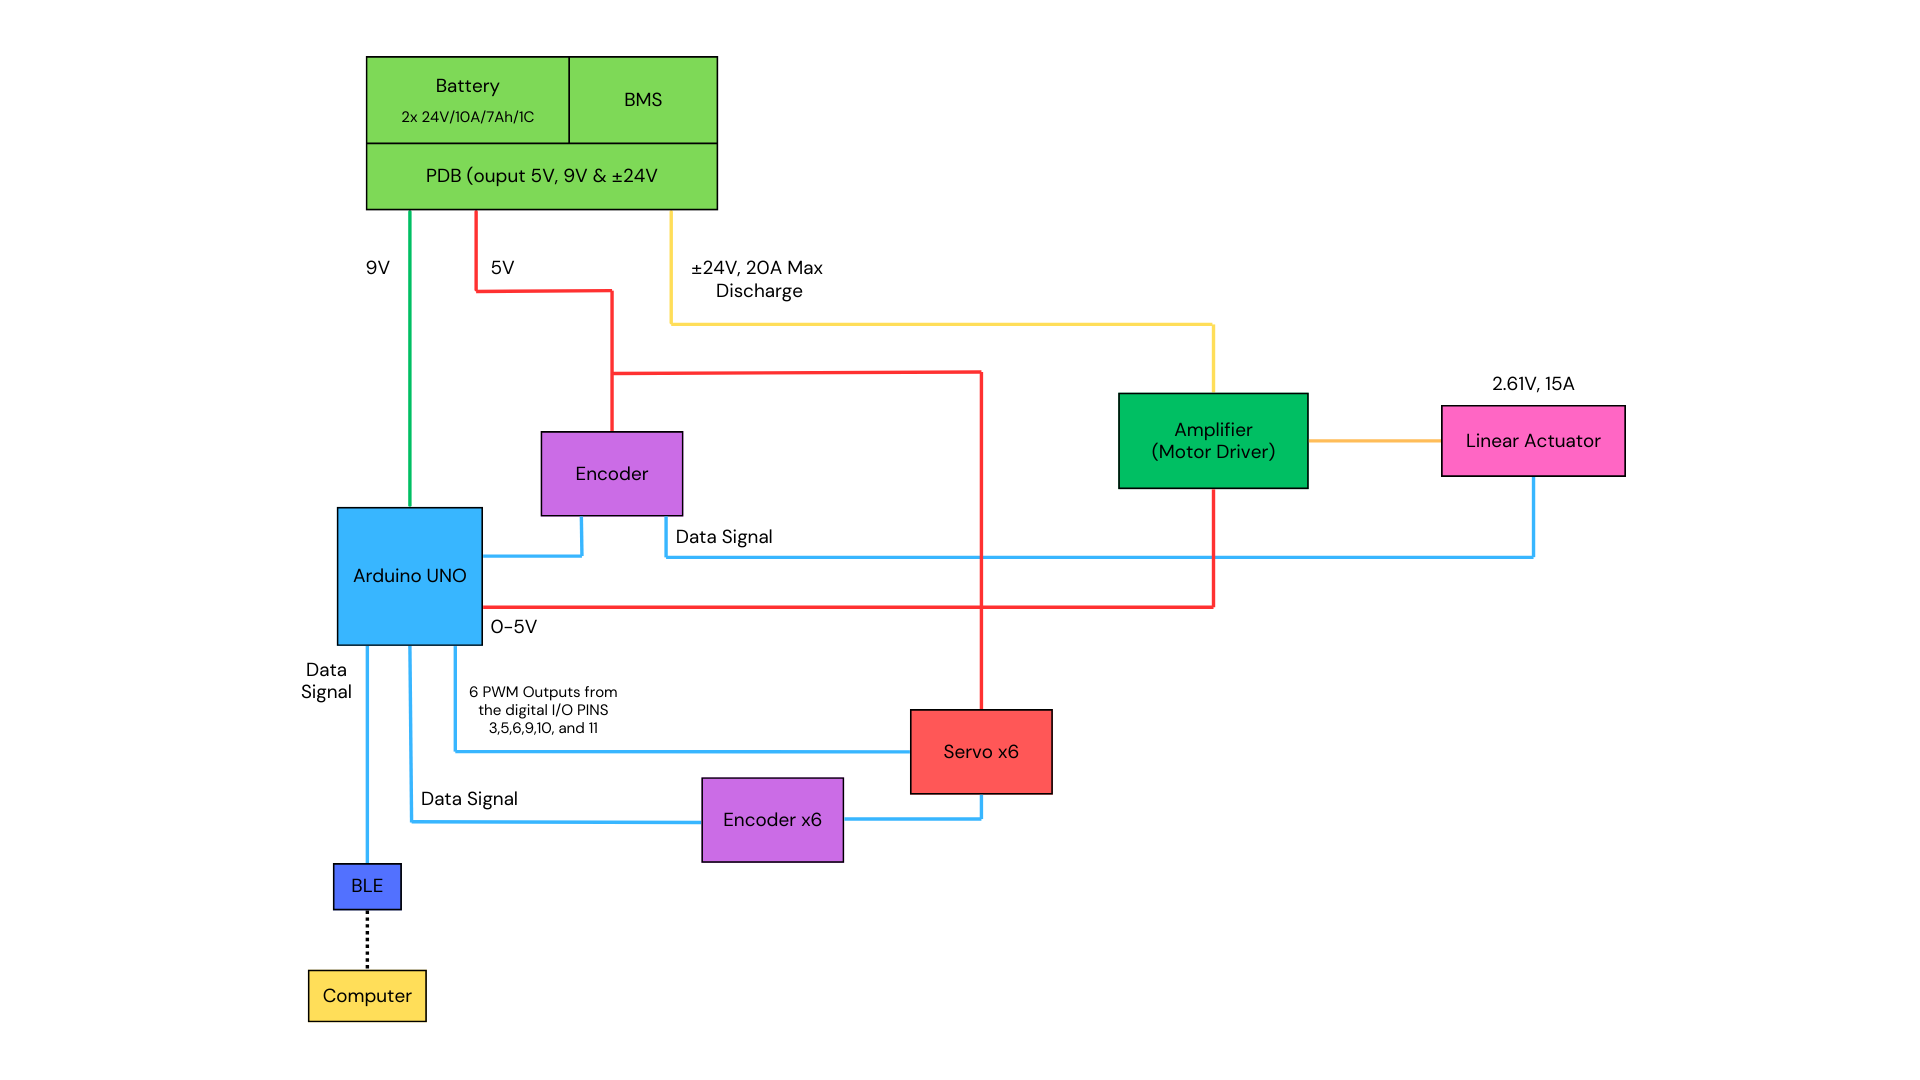 Battery
2x 24V/10A/7Ah/1C
BMS
PDB (ouput 5V, 9V & ±24V
9V
5V
±24V, 20A Max
Discharge
2.61V, 15A
Amplifier
(Motor Driver)
Linear Actuator
Encoder
Data Signal
Arduino UNO
0-5V
Data
Signal
6 PWM Outputs from
the digital I/O PINS
3,5,6,9,10, and 11
Servo x6
Data Signal
Encoder x6
BLE
Computer